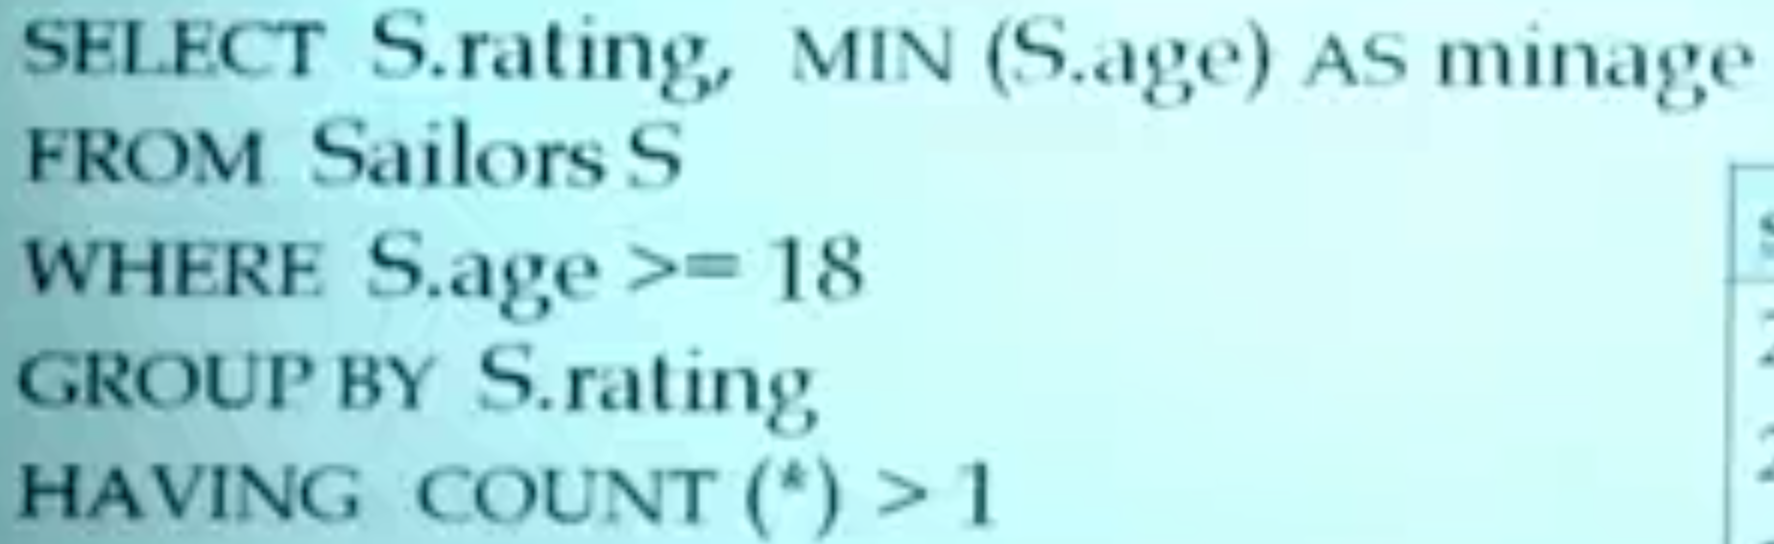 SELECT S.rating, MIN (S.age) AS minage
FROM Sailors S
WHERE S.age >= 18
GROUP BY S.rating
HAVING COUNT (*) > 1